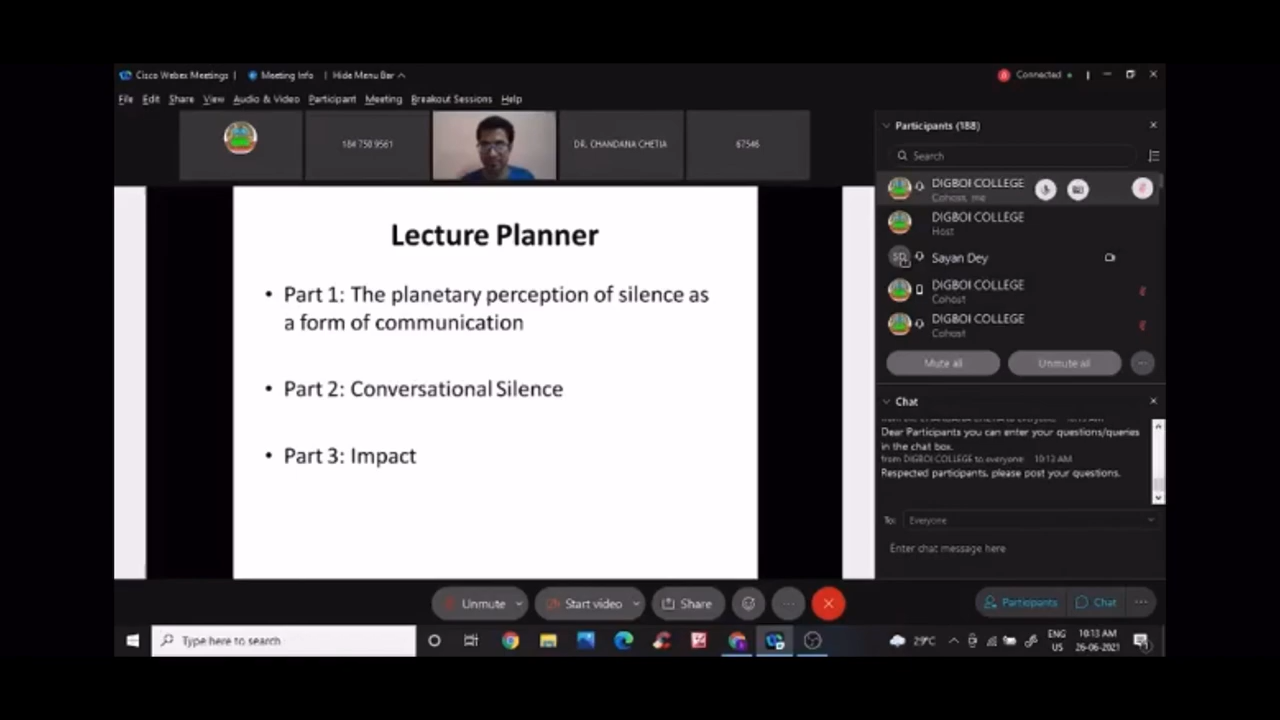 Cisco Webex Meetings | Meeting Info | Hide Menu Bar
Connected
File Edit Share View Audio & Video Participant Meeting Breakout Sessions Help
184 750 9561
DR. CHANDANA CHETIA
67546
Lecture Planner
• Part 1: The planetary perception of silence as
a form of communication
• Part 2: Conversational Silence
• Part 3: Impact
Participants (188)
Search
DIGBOI COLLEGE
Cohost, me
DIGBOI COLLEGE
Host
SD
Sayan Dey
DIGBOI COLLEGE
Cohost
DIGBOI COLLEGE
Cohost
Mute all Unmute all
Chat
Dear Participants you can enter your questions/queries
in the chat box.
from DIGBOI COLLEGE to everyone: 10:13 AM
Respected participants, please post your questions.
To: Everyone
Enter chat message here
Unmute Start video Share
Participants Chat
Type here to search
29°C
ENG
US
10:13 AM
26-06-2021